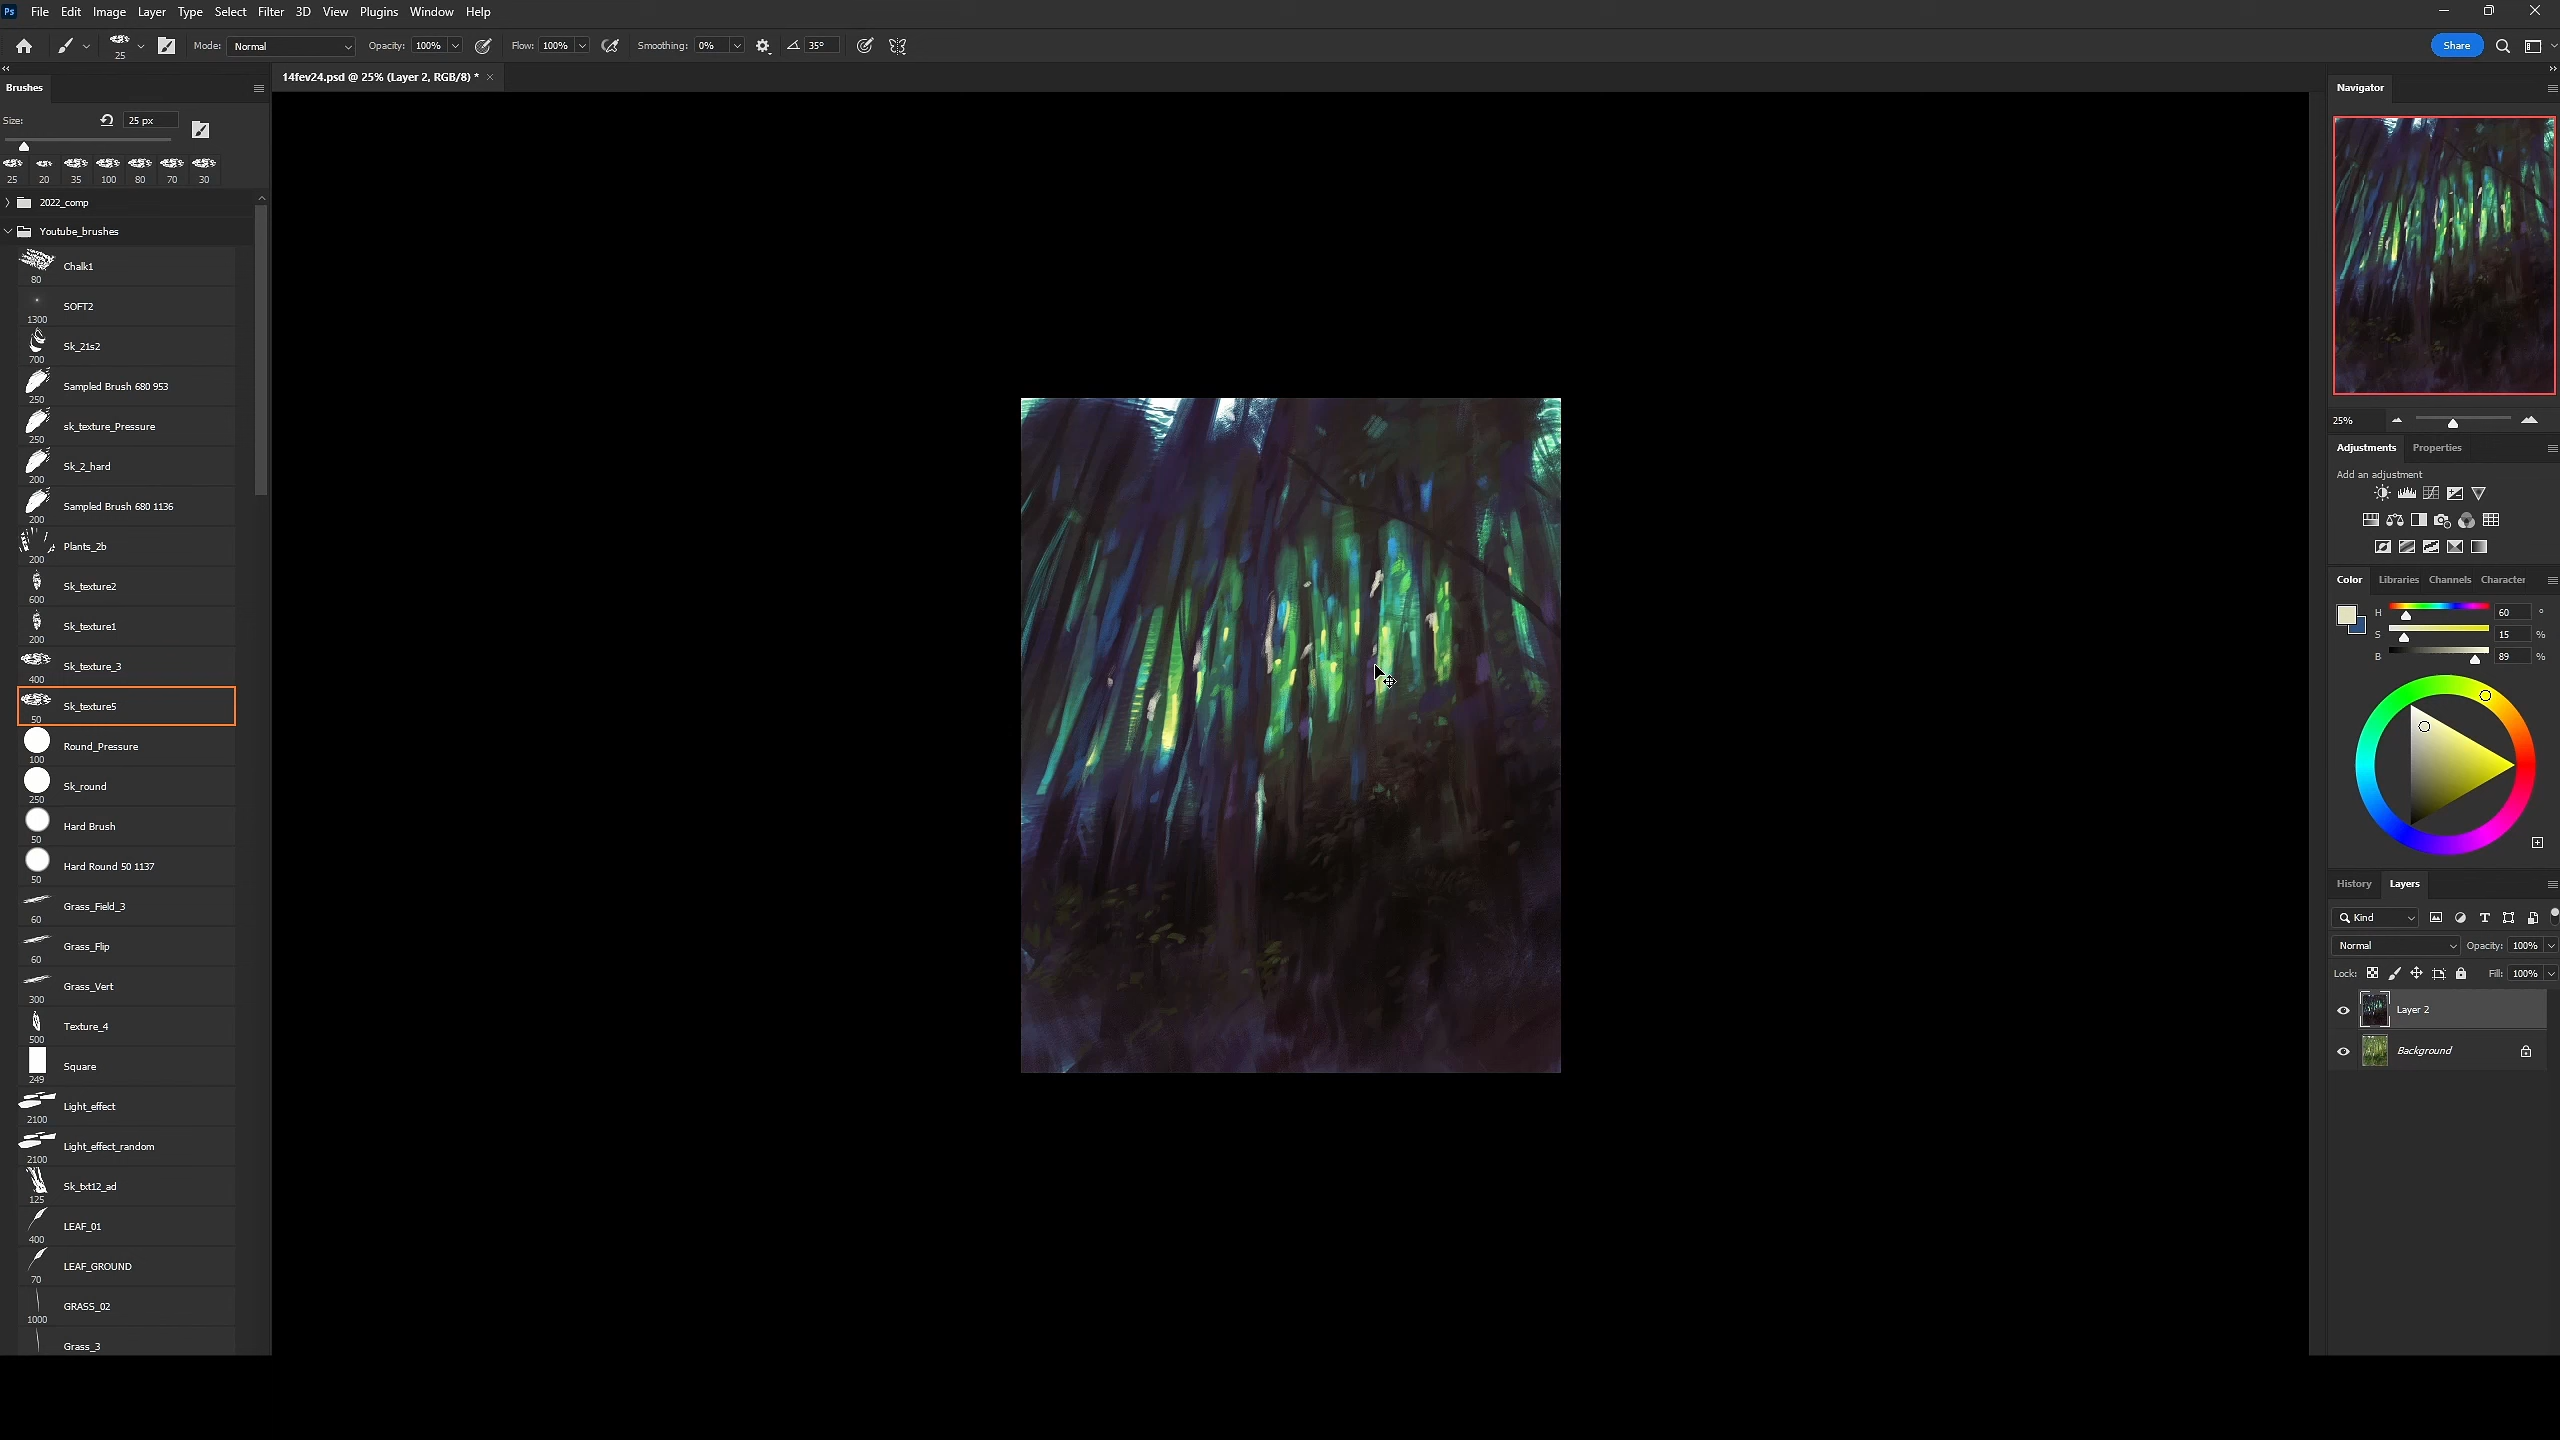 Ps File Edit Image Layer Type Select Filter 3D View Plugins Window Help
25 Mode: Normal Opacity: 100% Flow: 100% Smoothing: 0% 35° Share
14fev24.psd @ 25% (Layer 2, RGB/8) *
Brushes
Size: 25 px
25 20 35 100 80 70 30
2022_comp
Youtube_brushes
Chalk1
80
SOFT2
1300
Sk_21s2
700
Sampled Brush 680 953
250
sk_texture_Pressure
250
Sk_2_hard
200
Sampled Brush 680 1136
200
Plants_2b
200
Sk_texture2
600
Sk_texture1
200
Sk_texture_3
400
Sk_texture5
50
Round_Pressure
100
Sk_round
250
Hard Brush
50
Hard Round 50 1137
50
Grass_Field_3
60
Grass_Flip
60
Grass_Vert
300
Texture_4
500
Square
249
Light_effect
2100
Light_effect_random
2100
Sk_txt12_ad
125
LEAF_01
400
LEAF_GROUND
70
GRASS_02
1000
Grass_3
Navigator
25%
Adjustments Properties
Add an adjustment
Color Libraries Channels Character
H 60 °
S 15 %
B 89 %
History Layers
Kind
Normal Opacity: 100%
Lock: Fill: 100%
Layer 2
Background